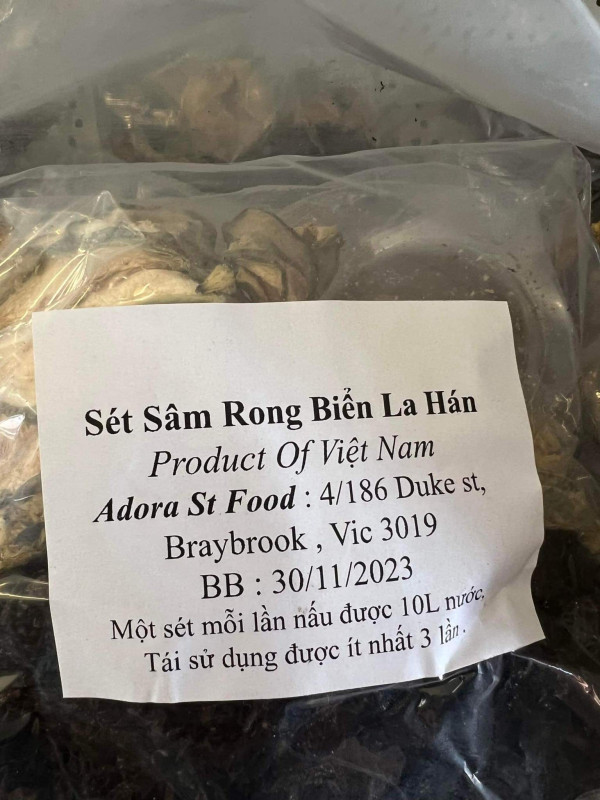 Sét Sâm Rong Biển La Hán
Product Of Việt Nam
Adora St Food : 4/186 Duke st,
Braybrook , Vic 3019
BB : 30/11/2023
Một sét mỗi lần nấu được 10L nước,
Tái sử dụng được ít nhất 3 lần .